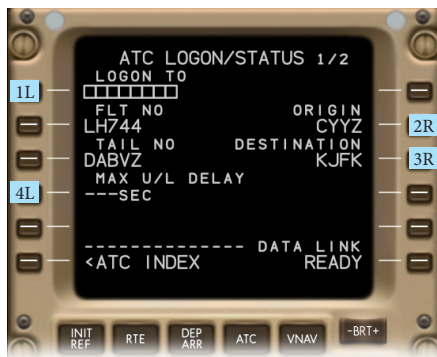 ATC LOGON/STATUS 1/2
LOGON TO
1L
FLT NO ORIGIN
LH744 CYYZ
2R
TAIL NO DESTINATION
DABVZ KJFK
3R
MAX U/L DELAY
4L
---SEC
-------------- DATA LINK
<ATC INDEX READY
INIT REF
RTE
DEP ARR
ATC
VNAV
-BRT+